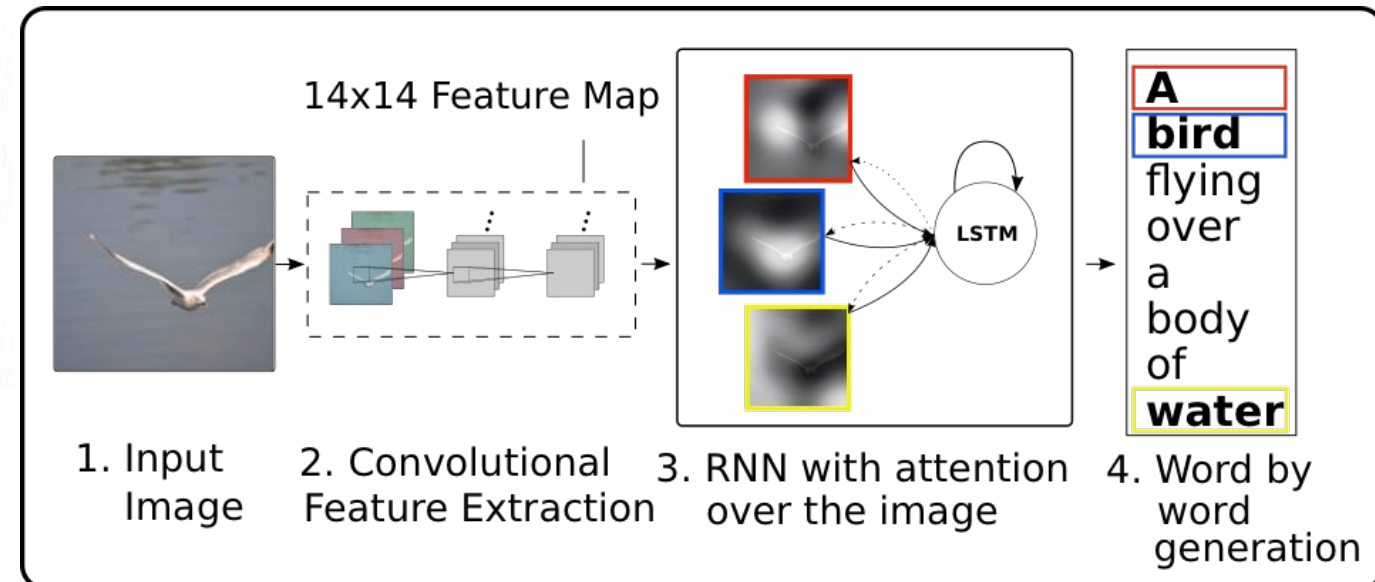 14x14 Feature Map
LSTM
A
bird
flying
over
a
body
of
water
1. Input
Image
2. Convolutional
Feature Extraction
3. RNN with attention
over the image
4. Word by
word
generation